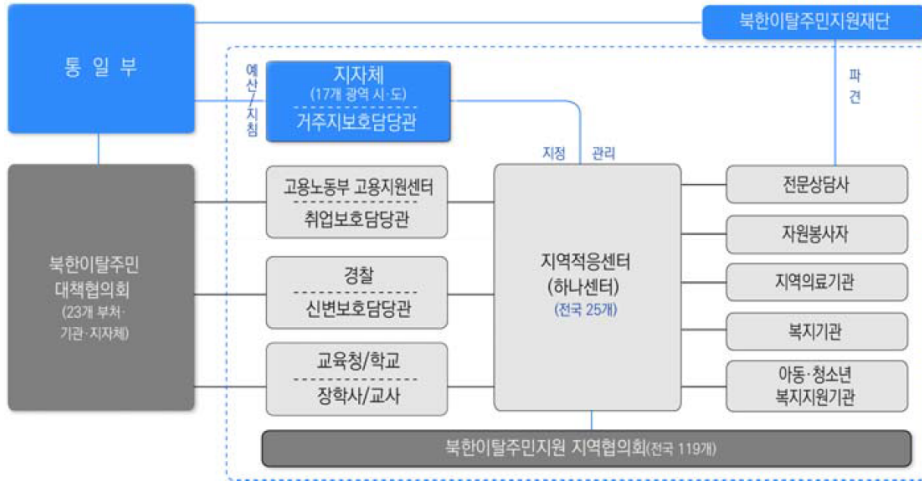 북한이탈주민지원재단
통일부
예산/지침
지자체
(17개 광역 시·도)
거주지보호담당관
파견
지정 관리
고용노동부 고용지원센터
취업보호담당관
경찰
신변보호담당관
교육청/학교
장학사/교사
북한이탈주민
대책협의회
(23개 부처·
기관·지자체)
지역적응센터
(하나센터)
(전국 25개)
전문상담사
자원봉사자
지역의료기관
복지기관
아동·청소년
복지지원기관
북한이탈주민지원 지역협의회(전국 119개)